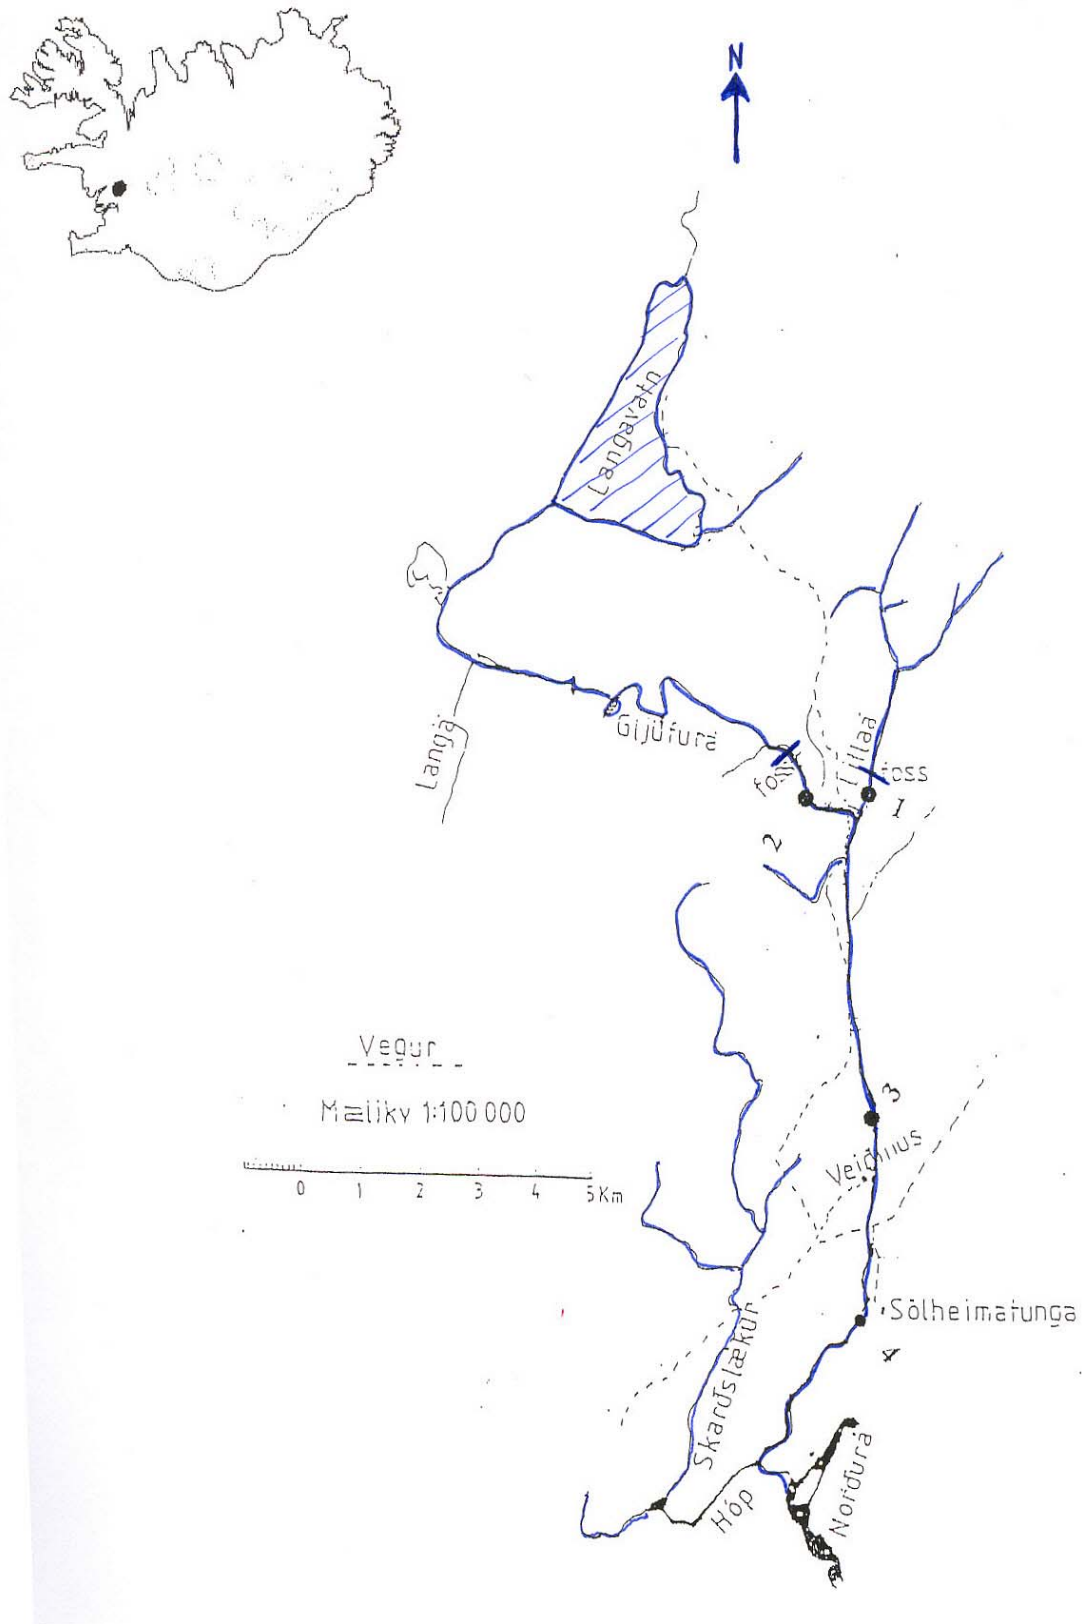 N
Langavatn
Langá
Gljúfurá
foss
Litlaá
foss
1
2
Vegur
Mælikv 1:100 000
0 1 2 3 4 5 Km
3
Veiðihus
Sólheimatunga
4
Skarðslækur
Hóp
Norðurá